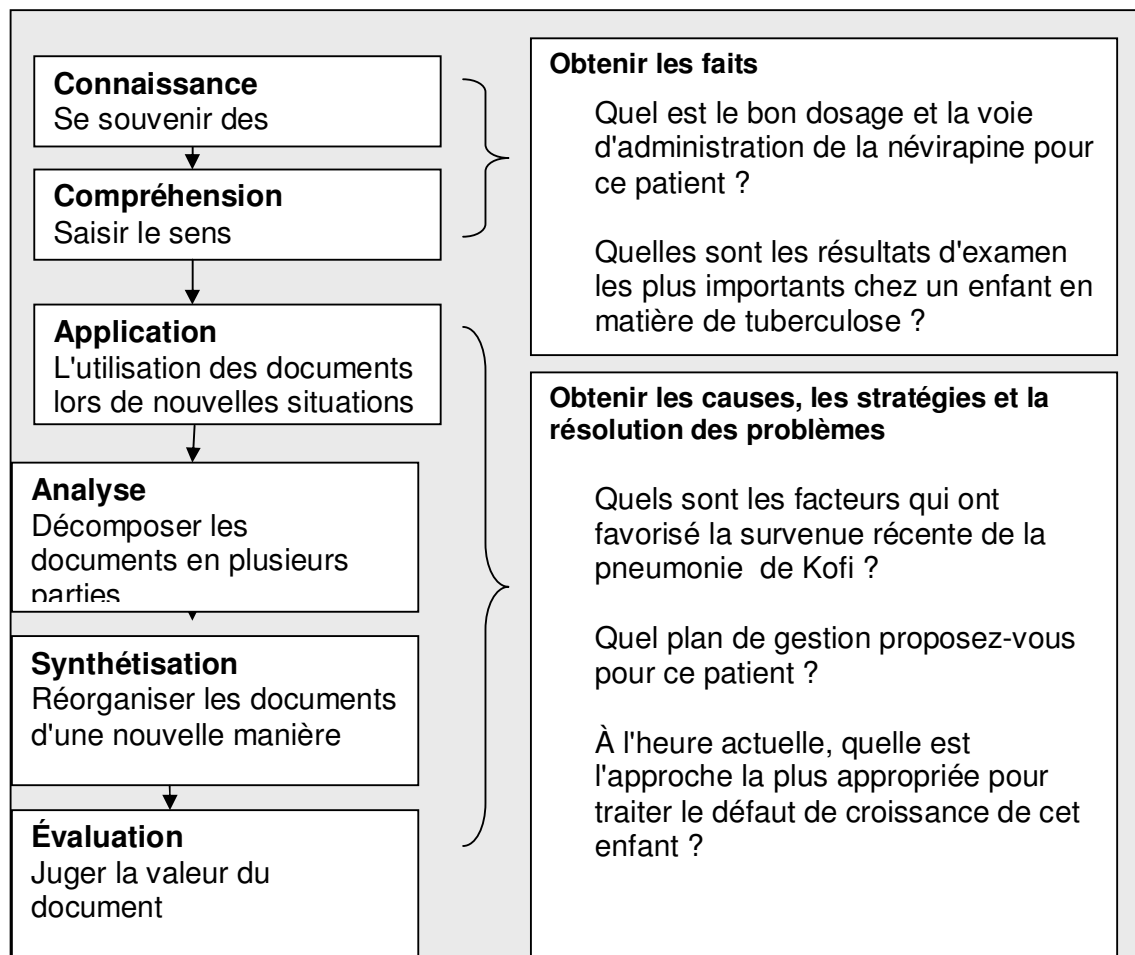 Connaissance
Se souvenir des
Compréhension
Saisir le sens
Application
L'utilisation des documents
lors de nouvelles situations
Analyse
Décomposer les
documents en plusieurs
parties
Synthétisation
Réorganiser les documents
d'une nouvelle manière
Évaluation
Juger la valeur du
document
Obtenir les faits
Quel est le bon dosage et la voie
d'administration de la névirapine pour
ce patient ?
Quelles sont les résultats d'examen
les plus importants chez un enfant en
matière de tuberculose ?
Obtenir les causes, les stratégies et la
résolution des problèmes
Quels sont les facteurs qui ont
favorisé la survenue récente de la
pneumonie de Kofi ?
Quel plan de gestion proposez-vous
pour ce patient ?
À l'heure actuelle, quelle est
l'approche la plus appropriée pour
traiter le défaut de croissance de cet
enfant ?